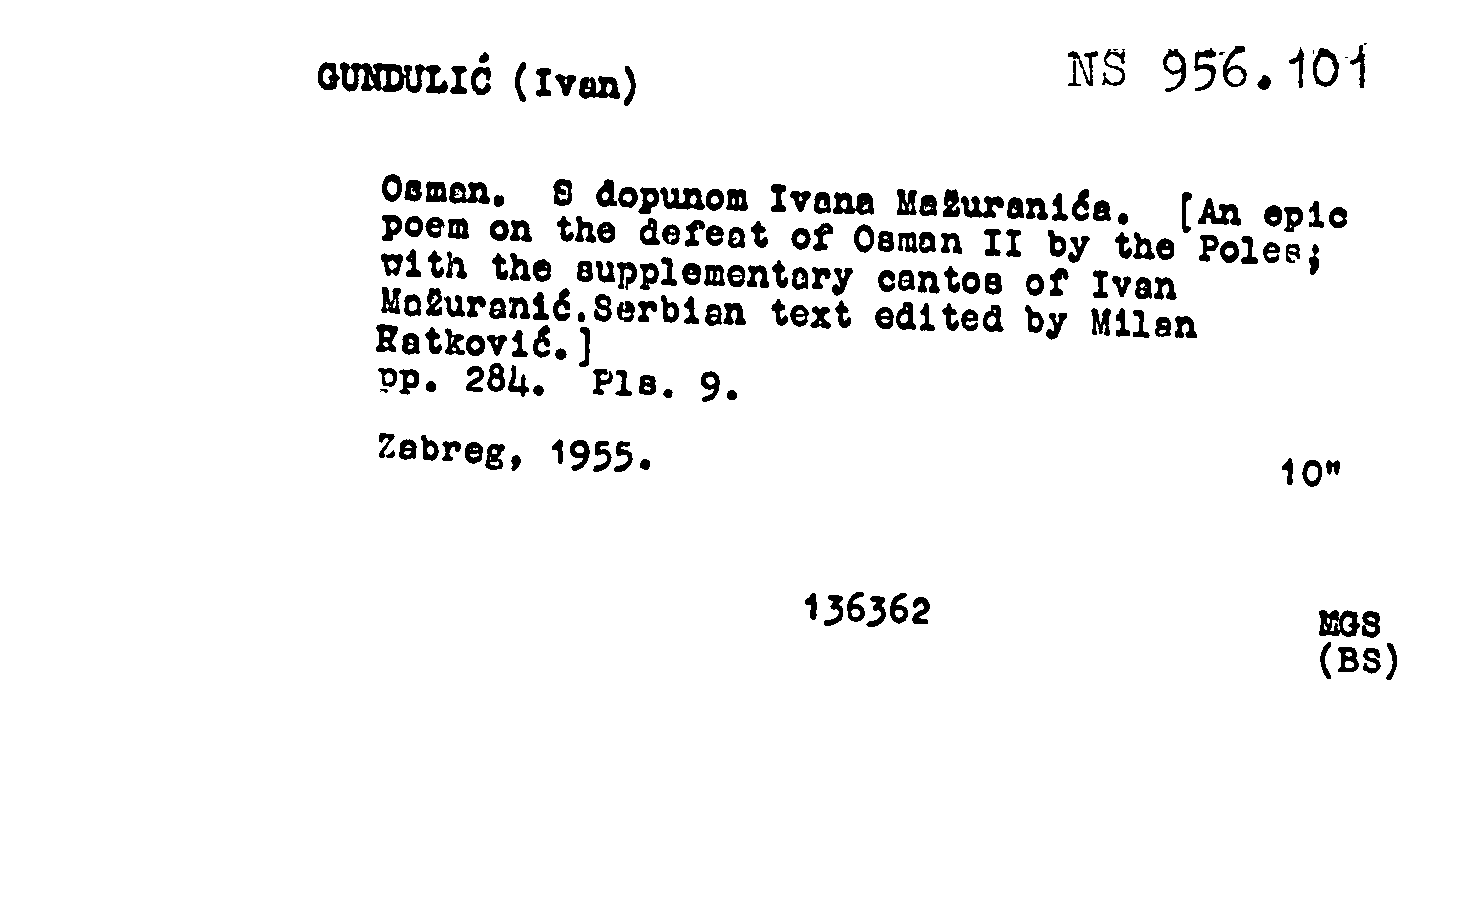 GUNDULIĆ (Ivan)
NS 956.101
Osman. S dopunom Ivana Mažuranića. [An epic
poem on the defeat of Osman II by the Poles;
with the supplementary cantos of Ivan
Mažuranić.Serbian text edited by Milan
Ratković.]
pp. 284. Pls. 9.
Zabreg, 1955.
10"
136362
MGS
(BS)